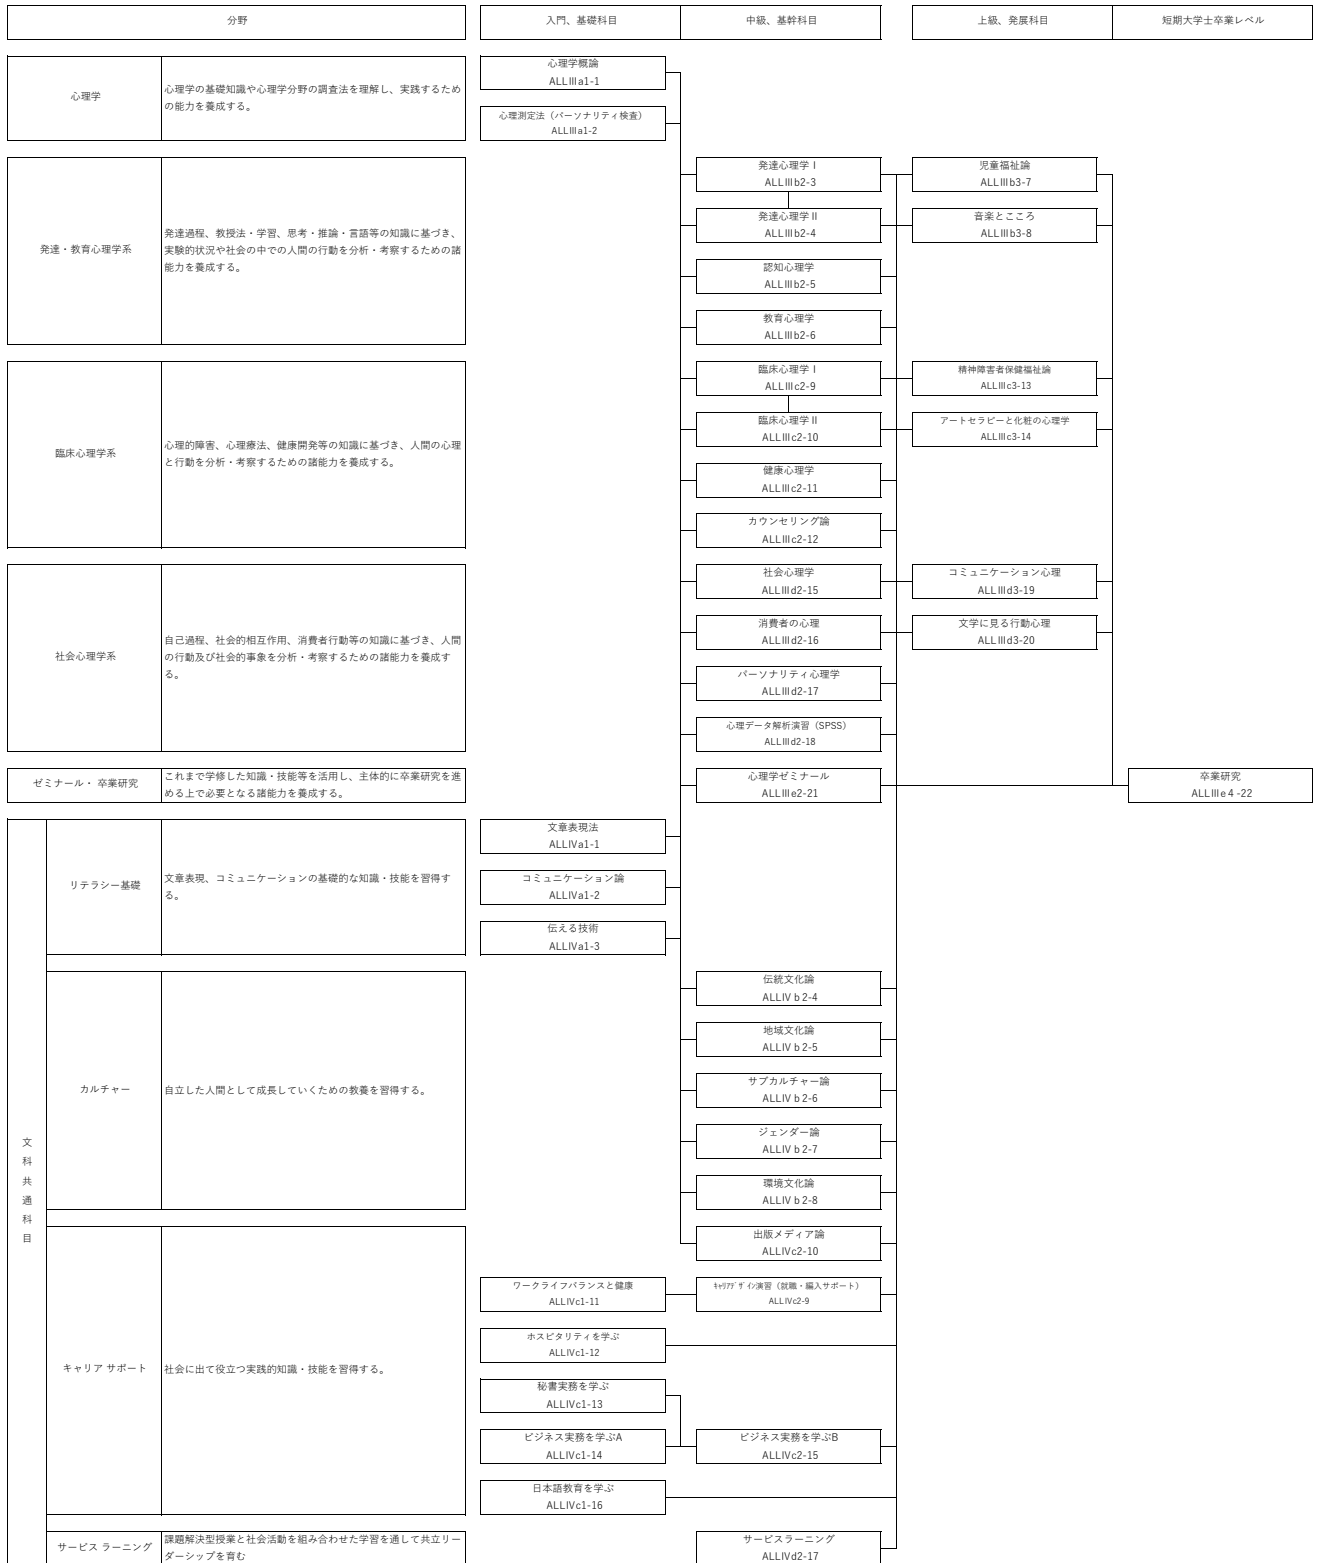 分野
入門、基礎科目
中級、基幹科目
上級、発展科目
短期大学士卒業レベル
心理学
心理学の基礎知識や心理学分野の調査法を理解し、実践するため
の能力を養成する。
心理学概論
ALLⅢa1-1
心理測定法（パーソナリティ検査）
ALLⅢa1-2
発達・教育心理学系
発達過程、教授法・学習、思考・推論・言語等の知識に基づき、
実験的状況や社会の中での人間の行動を分析・考察するための諸
能力を養成する。
発達心理学Ⅰ
ALLⅢb2-3
児童福祉論
ALLⅢb3-7
発達心理学Ⅱ
ALLⅢb2-4
音楽とこころ
ALLⅢb3-8
認知心理学
ALLⅢb2-5
教育心理学
ALLⅢb2-6
臨床心理学系
心理的障害、心理療法、健康開発等の知識に基づき、人間の心理
と行動を分析・考察するための諸能力を養成する。
臨床心理学Ⅰ
ALLⅢc2-9
精神障害者保健福祉論
ALLⅢc3-13
臨床心理学Ⅱ
ALLⅢc2-10
アートセラピーと化粧の心理学
ALLⅢc3-14
健康心理学
ALLⅢc2-11
カウンセリング論
ALLⅢc2-12
社会心理学系
自己過程、社会的相互作用、消費者行動等の知識に基づき、人間
の行動及び社会的事象を分析・考察するための諸能力を養成す
る。
社会心理学
ALLⅢd2-15
コミュニケーション心理
ALLⅢd3-19
消費者の心理
ALLⅢd2-16
文学に見る行動心理
ALLⅢd3-20
パーソナリティ心理学
ALLⅢd2-17
心理データ解析演習（SPSS）
ALLⅢd2-18
ゼミナール・ 卒業研究
これまで学修した知識・技能等を活用し、主体的に卒業研究を進
める上で必要となる諸能力を養成する。
心理学ゼミナール
ALLⅢe2-21
卒業研究
ALLⅢe４-22
文科共通科目
リテラシー基礎
文章表現、コミュニケーションの基礎的な知識・技能を習得す
る。
文章表現法
ALLⅣa1-1
コミュニケーション論
ALLⅣa1-2
伝える技術
ALLⅣa1-3
カルチャー
自立した人間として成長していくための教養を習得する。
伝統文化論
ALLⅣｂ2-4
地域文化論
ALLⅣｂ2-5
サブカルチャー論
ALLⅣｂ2-6
ジェンダー論
ALLⅣｂ2-7
環境文化論
ALLⅣｂ2-8
キャリア サポート
社会に出て役立つ実践的知識・技能を習得する。
出版メディア論
ALLⅣc2-10
ワークライフバランスと健康
ALLⅣc1-11
ｷｬﾘｱﾃﾞｻﾞｲﾝ演習（就職・編入サポート）
ALLⅣc2-9
ホスピタリティを学ぶ
ALLⅣc1-12
秘書実務を学ぶ
ALLⅣc1-13
ビジネス実務を学ぶA
ALLⅣc1-14
ビジネス実務を学ぶB
ALLⅣc2-15
日本語教育を学ぶ
ALLⅣc1-16
サービス ラーニング
課題解決型授業と社会活動を組み合わせた学習を通して共立リー
ダーシップを育む
サービスラーニング
ALLⅣd2-17